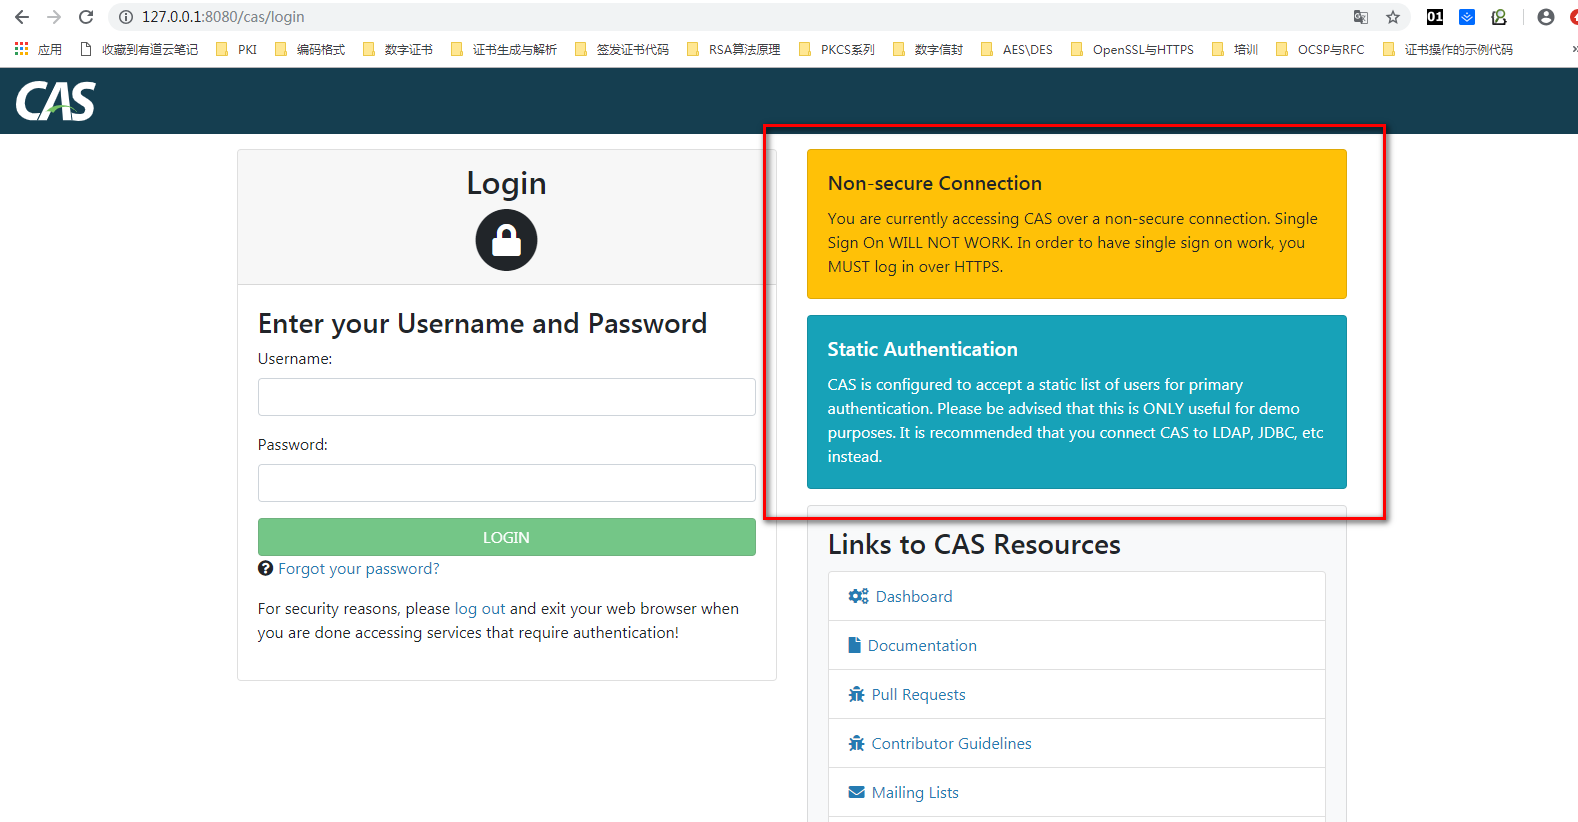 127.0.0.1:8080/cas/login
01
应用
收藏到有道云笔记
PKI
编码格式
数字证书
证书生成与解析
签发证书代码
RSA算法原理
PKCS系列
数字信封
AES\DES
OpenSSL与HTTPS
培训
OCSP与RFC
证书操作的示例代码
»
CAS
Login
Enter your Username and Password
Username:
Password:
LOGIN
Forgot your password?
For security reasons, please log out and exit your web browser when
you are done accessing services that require authentication!
Non-secure Connection
You are currently accessing CAS over a non-secure connection. Single
Sign On WILL NOT WORK. In order to have single sign on work, you
MUST log in over HTTPS.
Static Authentication
CAS is configured to accept a static list of users for primary
authentication. Please be advised that this is ONLY useful for demo
purposes. It is recommended that you connect CAS to LDAP, JDBC, etc
instead.
Links to CAS Resources
Dashboard
Documentation
Pull Requests
Contributor Guidelines
Mailing Lists